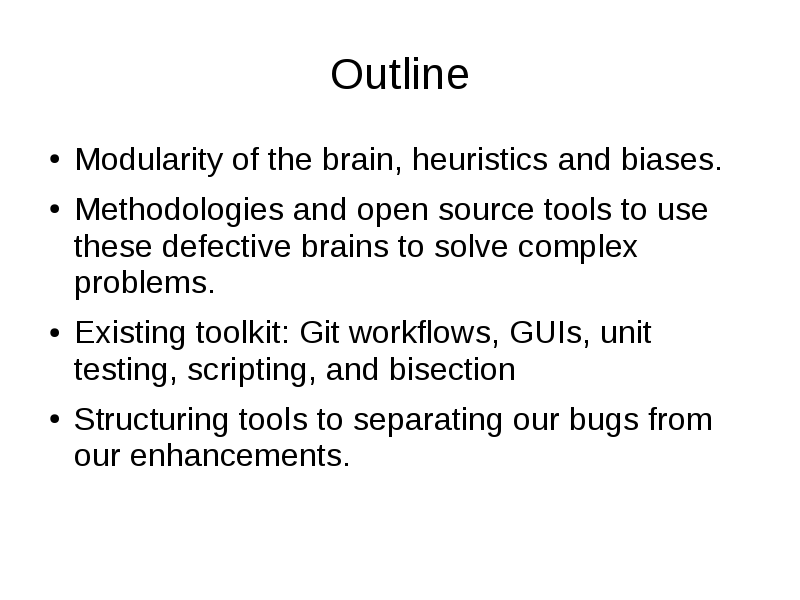 Outline
• Modularity of the brain, heuristics and biases.
• Methodologies and open source tools to use
these defective brains to solve complex
problems.
• Existing toolkit: Git workflows, GUIs, unit
testing, scripting, and bisection
• Structuring tools to separating our bugs from
our enhancements.